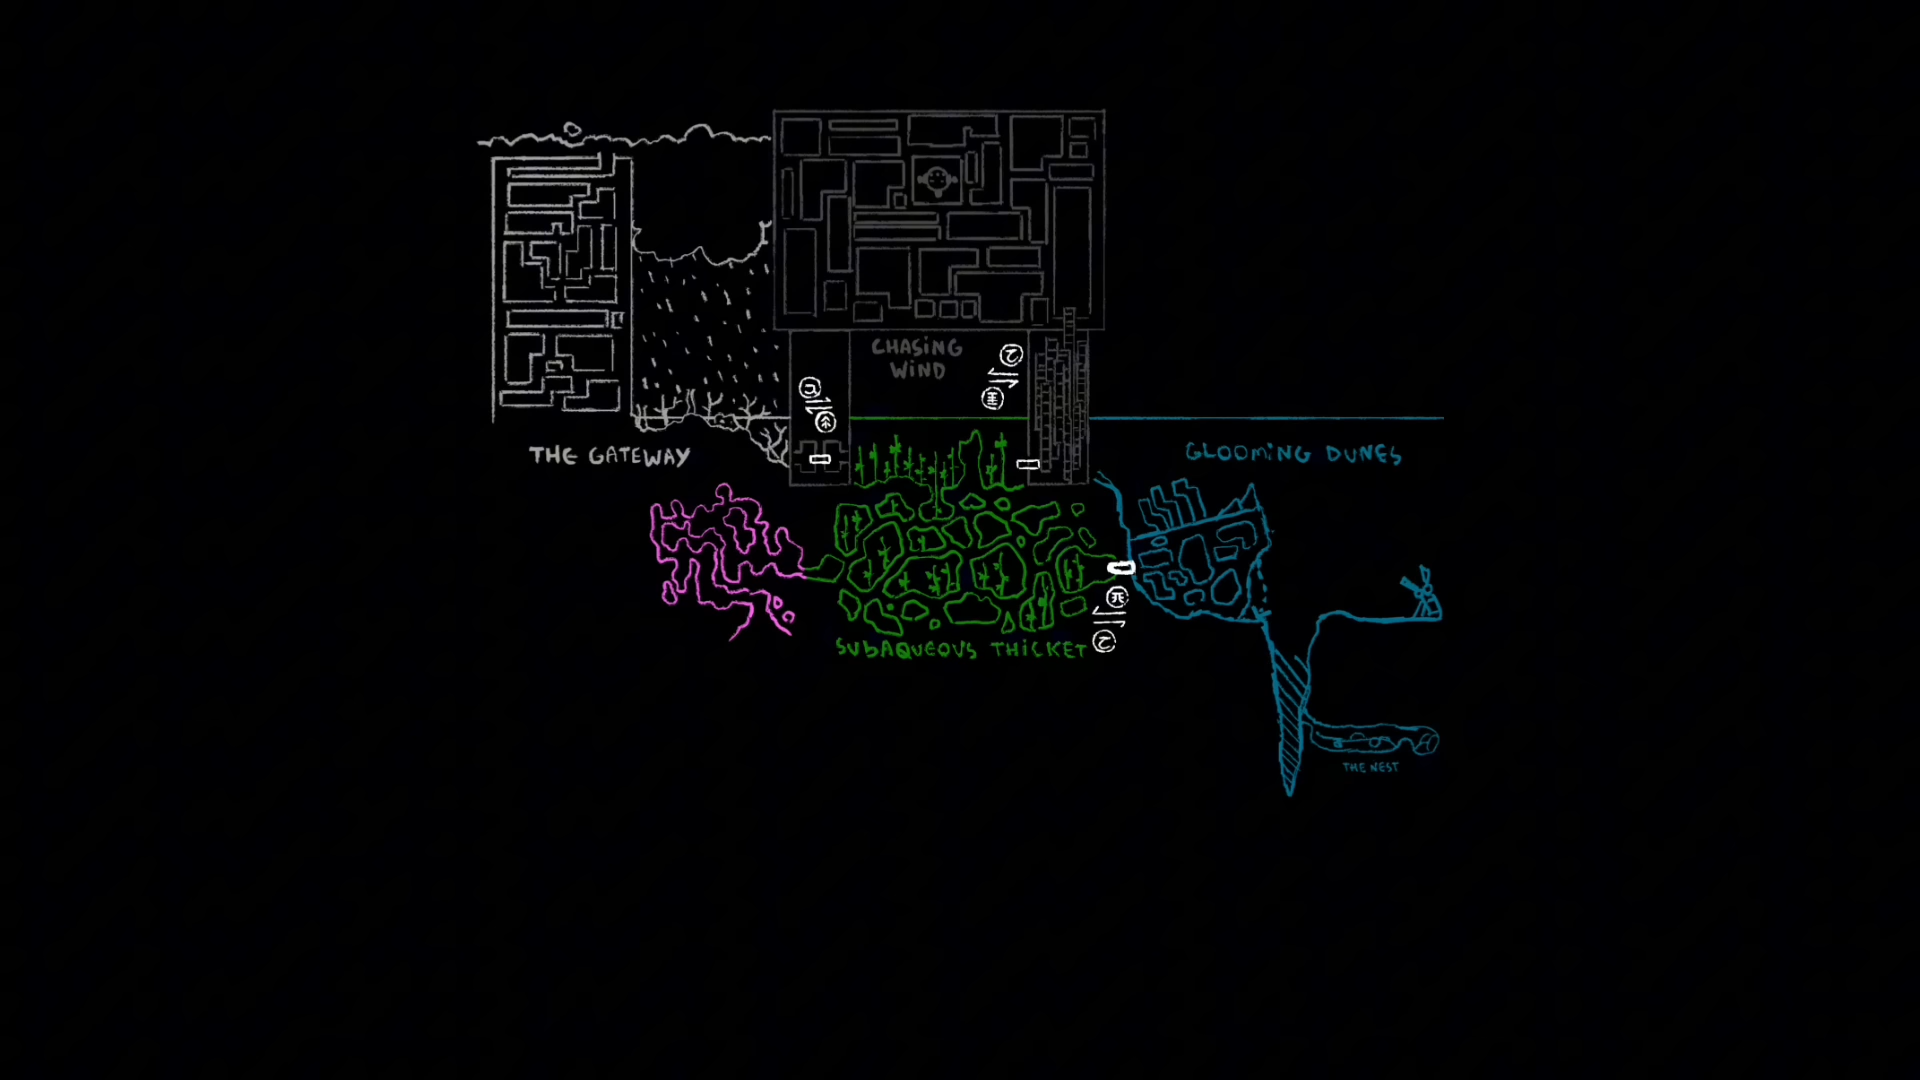 CHASiNG
WiND
THE GATEWAY
GLOOMiNG DUNES
SUbAQUEOUS THiCKET
THE NEST